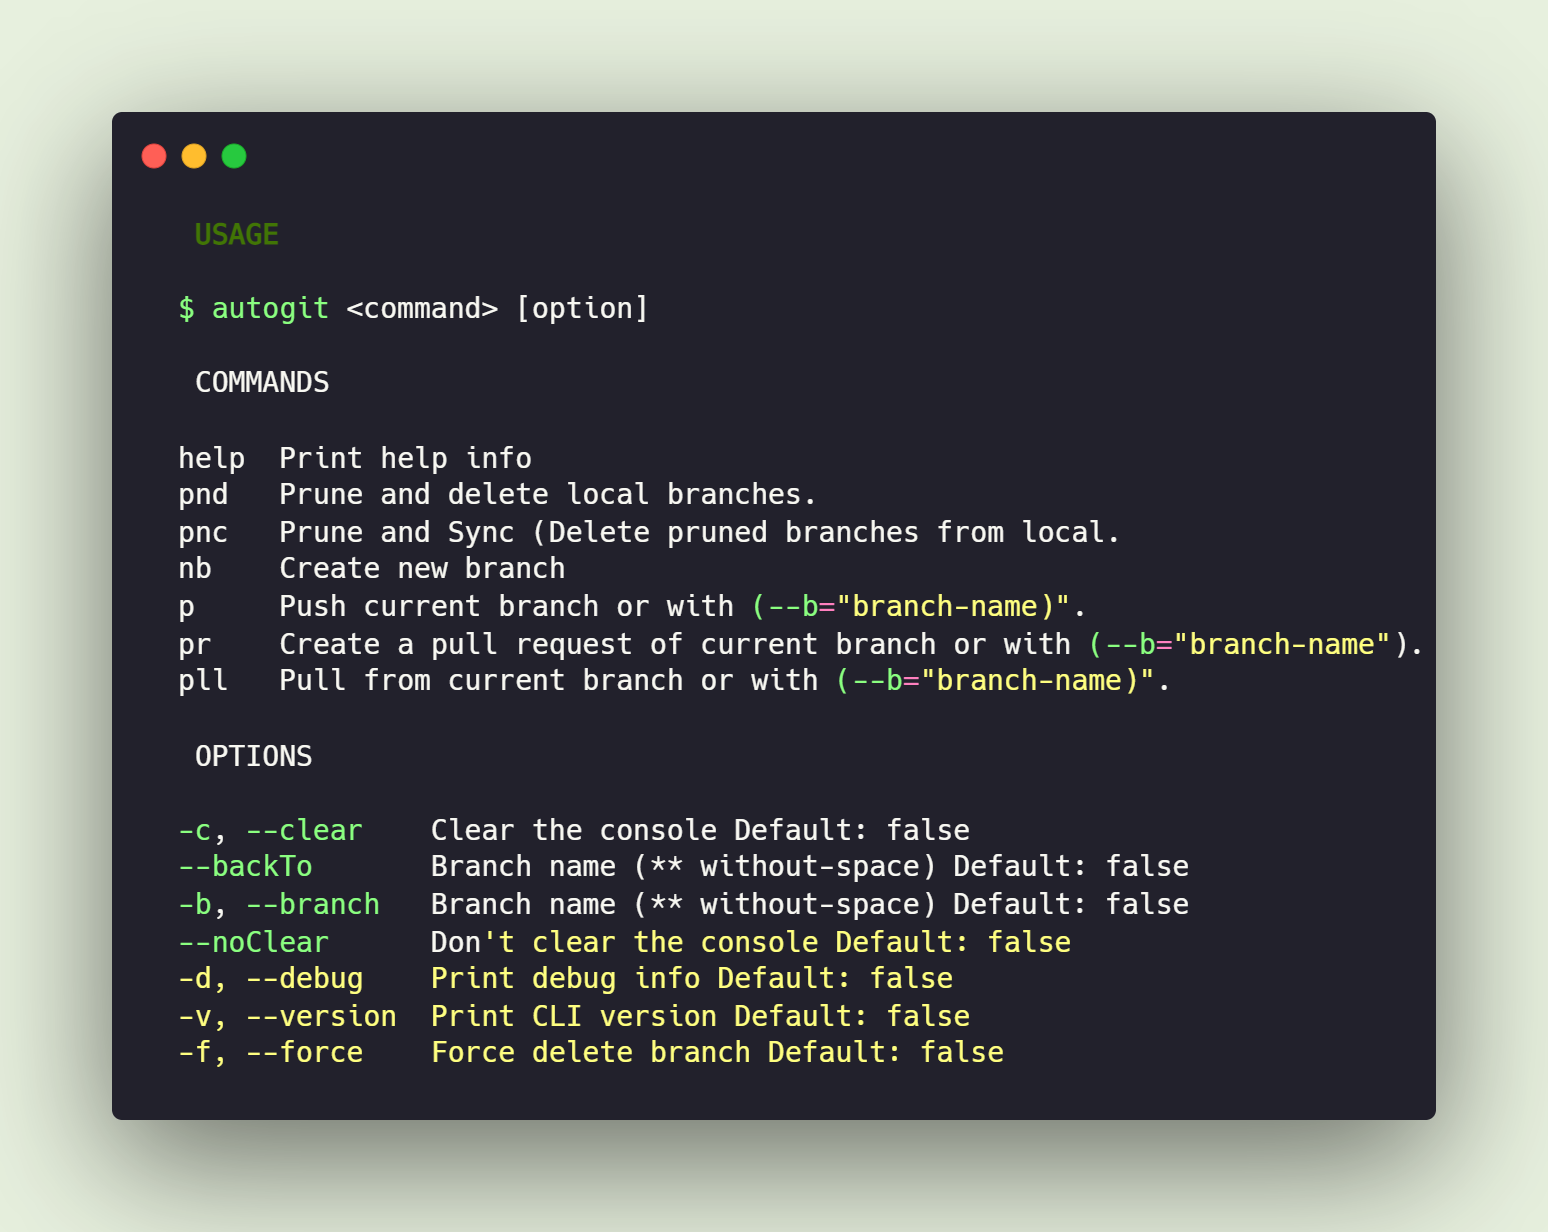 USAGE
$ autogit <command> [option]
COMMANDS
help  Print help info
pnd   Prune and delete local branches.
pnc   Prune and Sync (Delete pruned branches from local.
nb    Create new branch
p     Push current branch or with (--b="branch-name)".
pr    Create a pull request of current branch or with (--b="branch-name").
pll   Pull from current branch or with (--b="branch-name)".
OPTIONS
-c, --clear    Clear the console Default: false
--backTo       Branch name (** without-space) Default: false
-b, --branch   Branch name (** without-space) Default: false
--noClear      Don't clear the console Default: false
-d, --debug    Print debug info Default: false
-v, --version  Print CLI version Default: false
-f, --force    Force delete branch Default: false